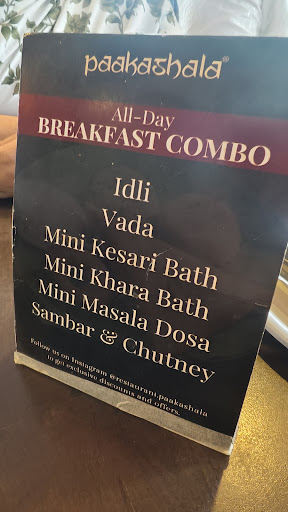 paakashala®
All-Day
BREAKFAST COMBO
Idli
Vada
Mini Kesari Bath
Mini Khara Bath
Mini Masala Dosa
Sambar & Chutney
Follow us on Instagram @restaurant.paakashala
to get exclusive discounts and offers.